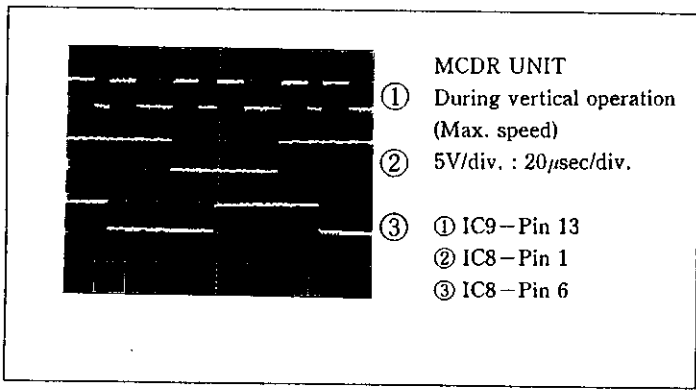 MCDR UNIT
① During vertical operation
(Max. speed)
② 5V/div. : 20μsec/div.
③ ① IC9−Pin 13
② IC8−Pin 1
③ IC8−Pin 6